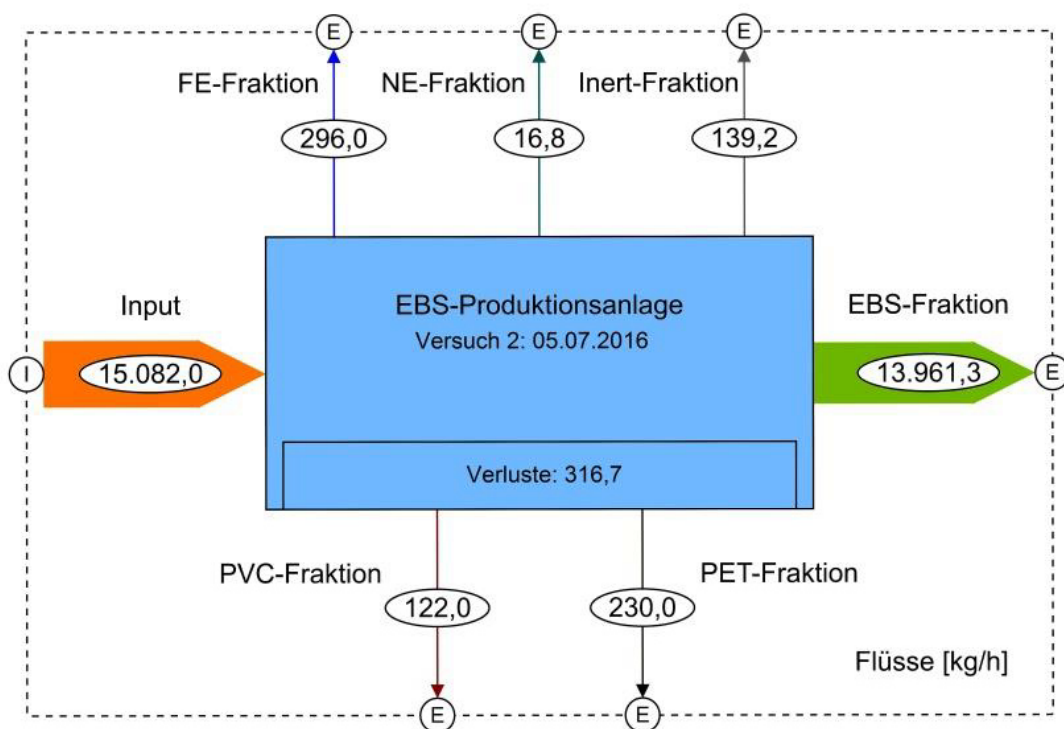 E
E
E
FE-Fraktion
NE-Fraktion
Inert-Fraktion
296,0
16,8
139,2
Input
EBS-Produktionsanlage
Versuch 2: 05.07.2016
EBS-Fraktion
I
15.082,0
13.961,3
E
Verluste: 316,7
PVC-Fraktion
PET-Fraktion
122,0
230,0
Flüsse [kg/h]
E
E